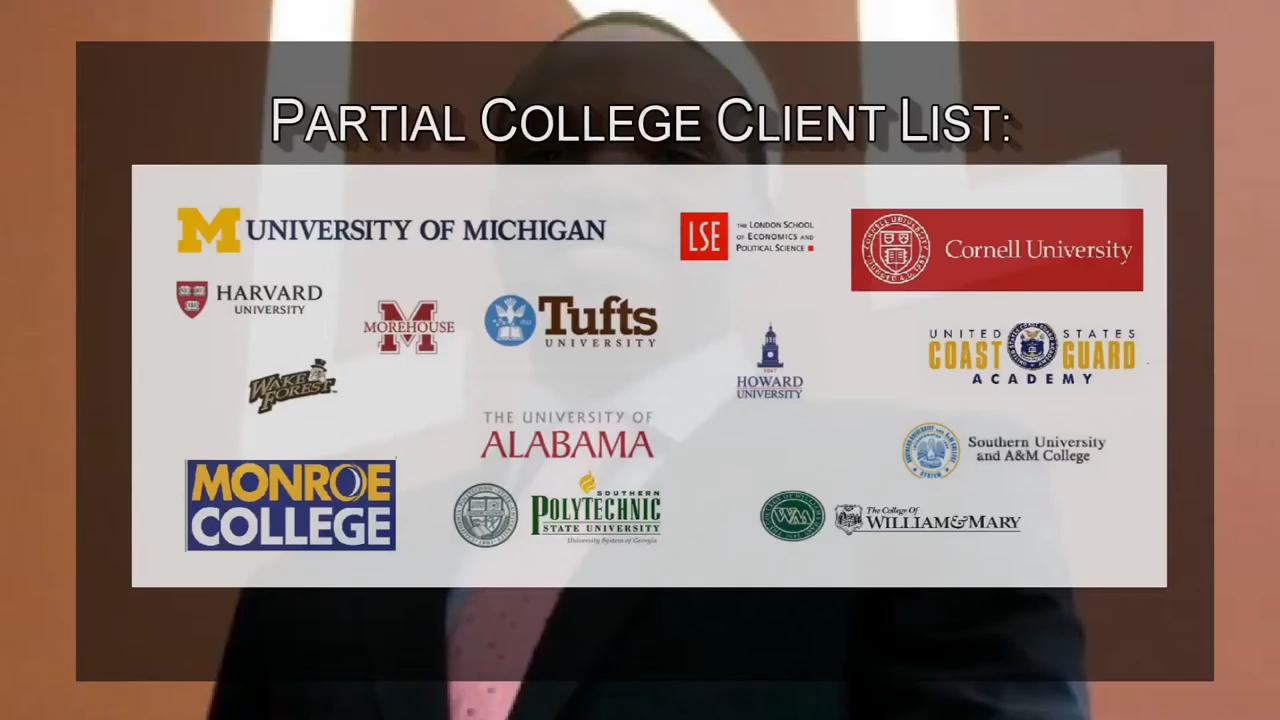 PARTIAL COLLEGE CLIENT LIST:
M UNIVERSITY OF MICHIGAN
LSE
THE LONDON SCHOOL
OF ECONOMICS AND
POLITICAL SCIENCE
Cornell University
HARVARD
UNIVERSITY
M
MOREHOUSE
Tufts
UNIVERSITY
1867
HOWARD
UNIVERSITY
UNITED STATES
COAST GUARD
ACADEMY
WAKE
FOREST
THE UNIVERSITY OF
ALABAMA
Southern University
and A&M College
MONROE
COLLEGE
SOUTHERN
POLYTECHNIC
STATE UNIVERSITY
University System of Georgia
WM
The College Of
WILLIAM & MARY